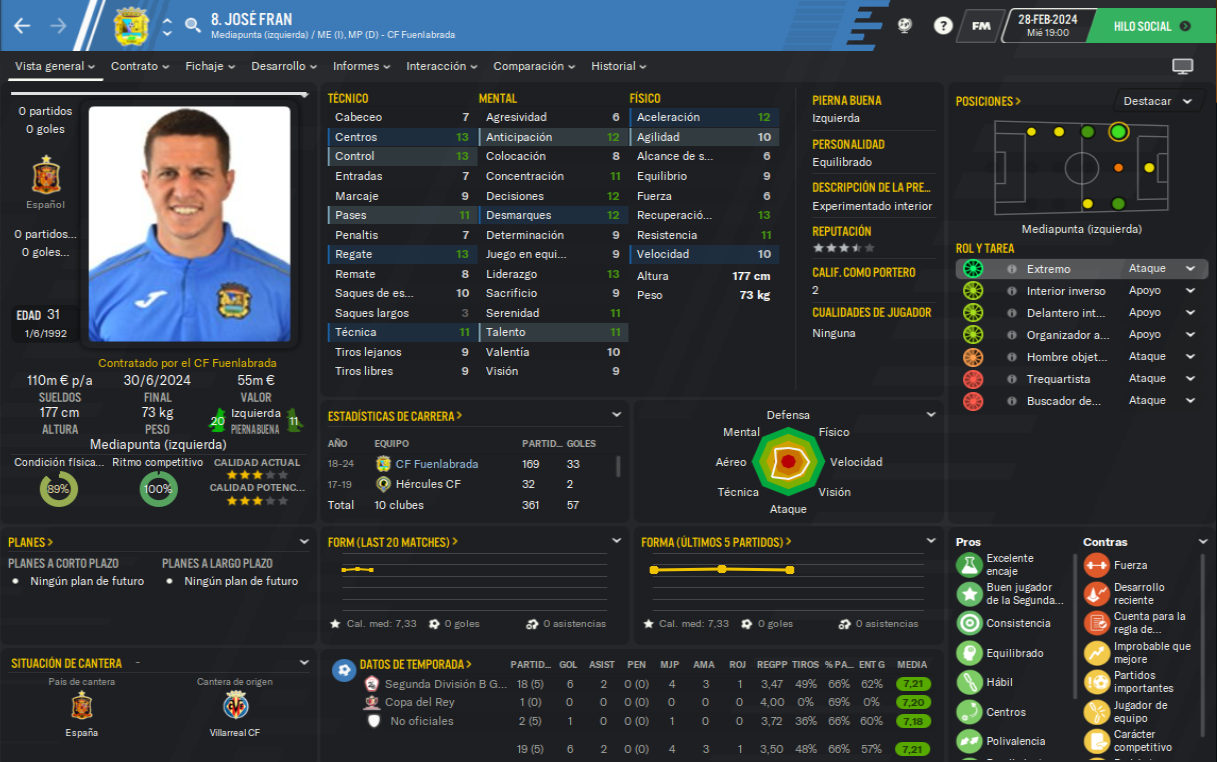 8. JOSÉ FRAN
Mediapunta (izquierda) / ME (I), MP (D) - CF Fuenlabrada
?
FM
28-FEB-2024
Mié 19:00
HILO SOCIAL
Vista general
Contrato
Fichaje
Desarrollo
Informes
Interacción
Comparación
Historial
0 partidos
0 goles
Español
0 partidos...
0 goles...
EDAD 31
1/6/1992
Contratado por el CF Fuenlabrada
110m € p/a
SUELDOS
30/6/2024
FINAL
55m €
VALOR
177 cm
ALTURA
73 kg
PESO
20 Izquierda 11
PIERNA BUENA
Mediapunta (izquierda)
Condición física...
89%
Ritmo competitivo
100%
CALIDAD ACTUAL
CALIDAD POTENC...
TÉCNICO
Cabeceo 7
Centros 13
Control 13
Entradas 7
Marcaje 9
Pases 11
Penaltis 7
Regate 13
Remate 8
Saques de es... 10
Saques largos 3
Técnica 11
Tiros lejanos 9
Tiros libres 9
MENTAL
Agresividad 6
Anticipación 12
Colocación 8
Concentración 11
Decisiones 12
Desmarques 12
Determinación 9
Juego en equi... 9
Liderazgo 13
Sacrificio 9
Serenidad 11
Talento 11
Valentía 10
Visión 9
FÍSICO
Aceleración 12
Agilidad 10
Alcance de s... 6
Equilibrio 9
Fuerza 6
Recuperació... 13
Resistencia 11
Velocidad 10
Altura 177 cm
Peso 73 kg
PIERNA BUENA
Izquierda
PERSONALIDAD
Equilibrado
DESCRIPCIÓN DE LA PRE...
Experimentado interior
REPUTACIÓN
CALIF. COMO PORTERO
2
CUALIDADES DE JUGADOR
Ninguna
POSICIONES >
Destacar
Mediapunta (izquierda)
ROL Y TAREA
Extremo Ataque
Interior inverso Apoyo
Delantero int... Apoyo
Organizador a... Apoyo
Hombre objet... Ataque
Trequartista Ataque
Buscador de... Ataque
ESTADÍSTICAS DE CARRERA >
AÑO EQUIPO PARTID... GOLES
18-24 CF Fuenlabrada 169 33
17-19 Hércules CF 32 2
Total 10 clubes 361 57
Defensa
Mental
Físico
Aéreo
Velocidad
Técnica
Visión
Ataque
PLANES >
PLANES A CORTO PLAZO
Ningún plan de futuro
PLANES A LARGO PLAZO
Ningún plan de futuro
FORM (LAST 20 MATCHES) >
Cal. med: 7,33 0 goles 0 asistencias
FORMA (ÚLTIMOS 5 PARTIDOS) >
Cal. med: 7,33 0 goles 0 asistencias
Pros
Excelente
encaje
Buen jugador
de la Segunda...
Consistencia
Equilibrado
Hábil
Centros
Polivalencia
Contras
Fuerza
Desarrollo
reciente
Cuenta para la
regla de...
Improbable que
mejore
Partidos
importantes
Jugador de
equipo
Carácter
competitivo
SITUACIÓN DE CANTERA -
País de cantera
España
Cantera de origen
Villarreal CF
DATOS DE TEMPORADA > PARTID... GOL ASIST PEN MJP AMA ROJ REGPP TIROS % PA... ENT G MEDIA
Segunda División B G... 18 (5) 6 2 0 (0) 4 3 1 3,47 49% 66% 62% 7,21
Copa del Rey 1 (0) 0 0 0 (0) 0 0 0 4,00 0% 69% 0% 7,20
No oficiales 2 (5) 1 0 0 (0) 1 0 0 3,72 36% 66% 60% 7,18
19 (5) 6 2 0 (0) 4 3 1 3,50 48% 66% 57% 7,21